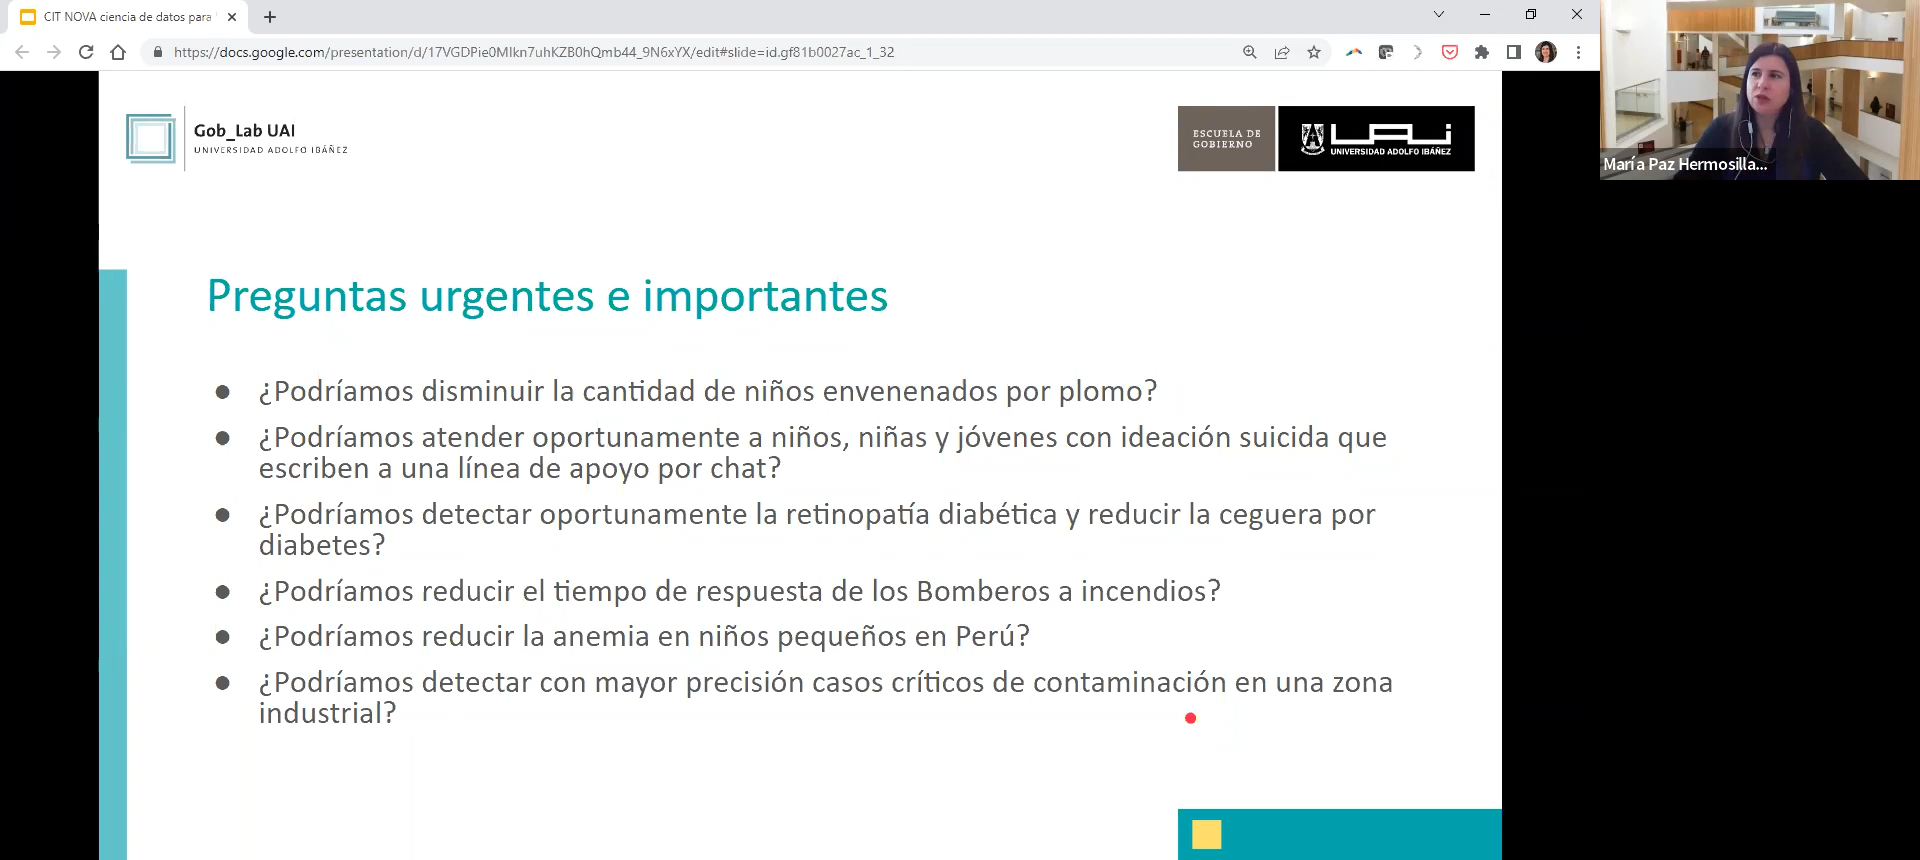 CIT NOVA ciencia de datos para
https://docs.google.com/presentation/d/17VGDPie0Mlkn7uhKZB0hQmb44_9N6xYX/edit#slide=id.gf81b0027ac_1_32
María Paz Hermosilla...
Gob_Lab UAI
UNIVERSIDAD ADOLFO IBÁÑEZ
ESCUELA DE
GOBIERNO
UAI
UNIVERSIDAD ADOLFO IBÁÑEZ
Preguntas urgentes e importantes
● ¿Podríamos disminuir la cantidad de niños envenenados por plomo?
● ¿Podríamos atender oportunamente a niños, niñas y jóvenes con ideación suicida que
escriben a una línea de apoyo por chat?
● ¿Podríamos detectar oportunamente la retinopatía diabética y reducir la ceguera por
diabetes?
● ¿Podríamos reducir el tiempo de respuesta de los Bomberos a incendios?
● ¿Podríamos reducir la anemia en niños pequeños en Perú?
● ¿Podríamos detectar con mayor precisión casos críticos de contaminación en una zona
industrial?